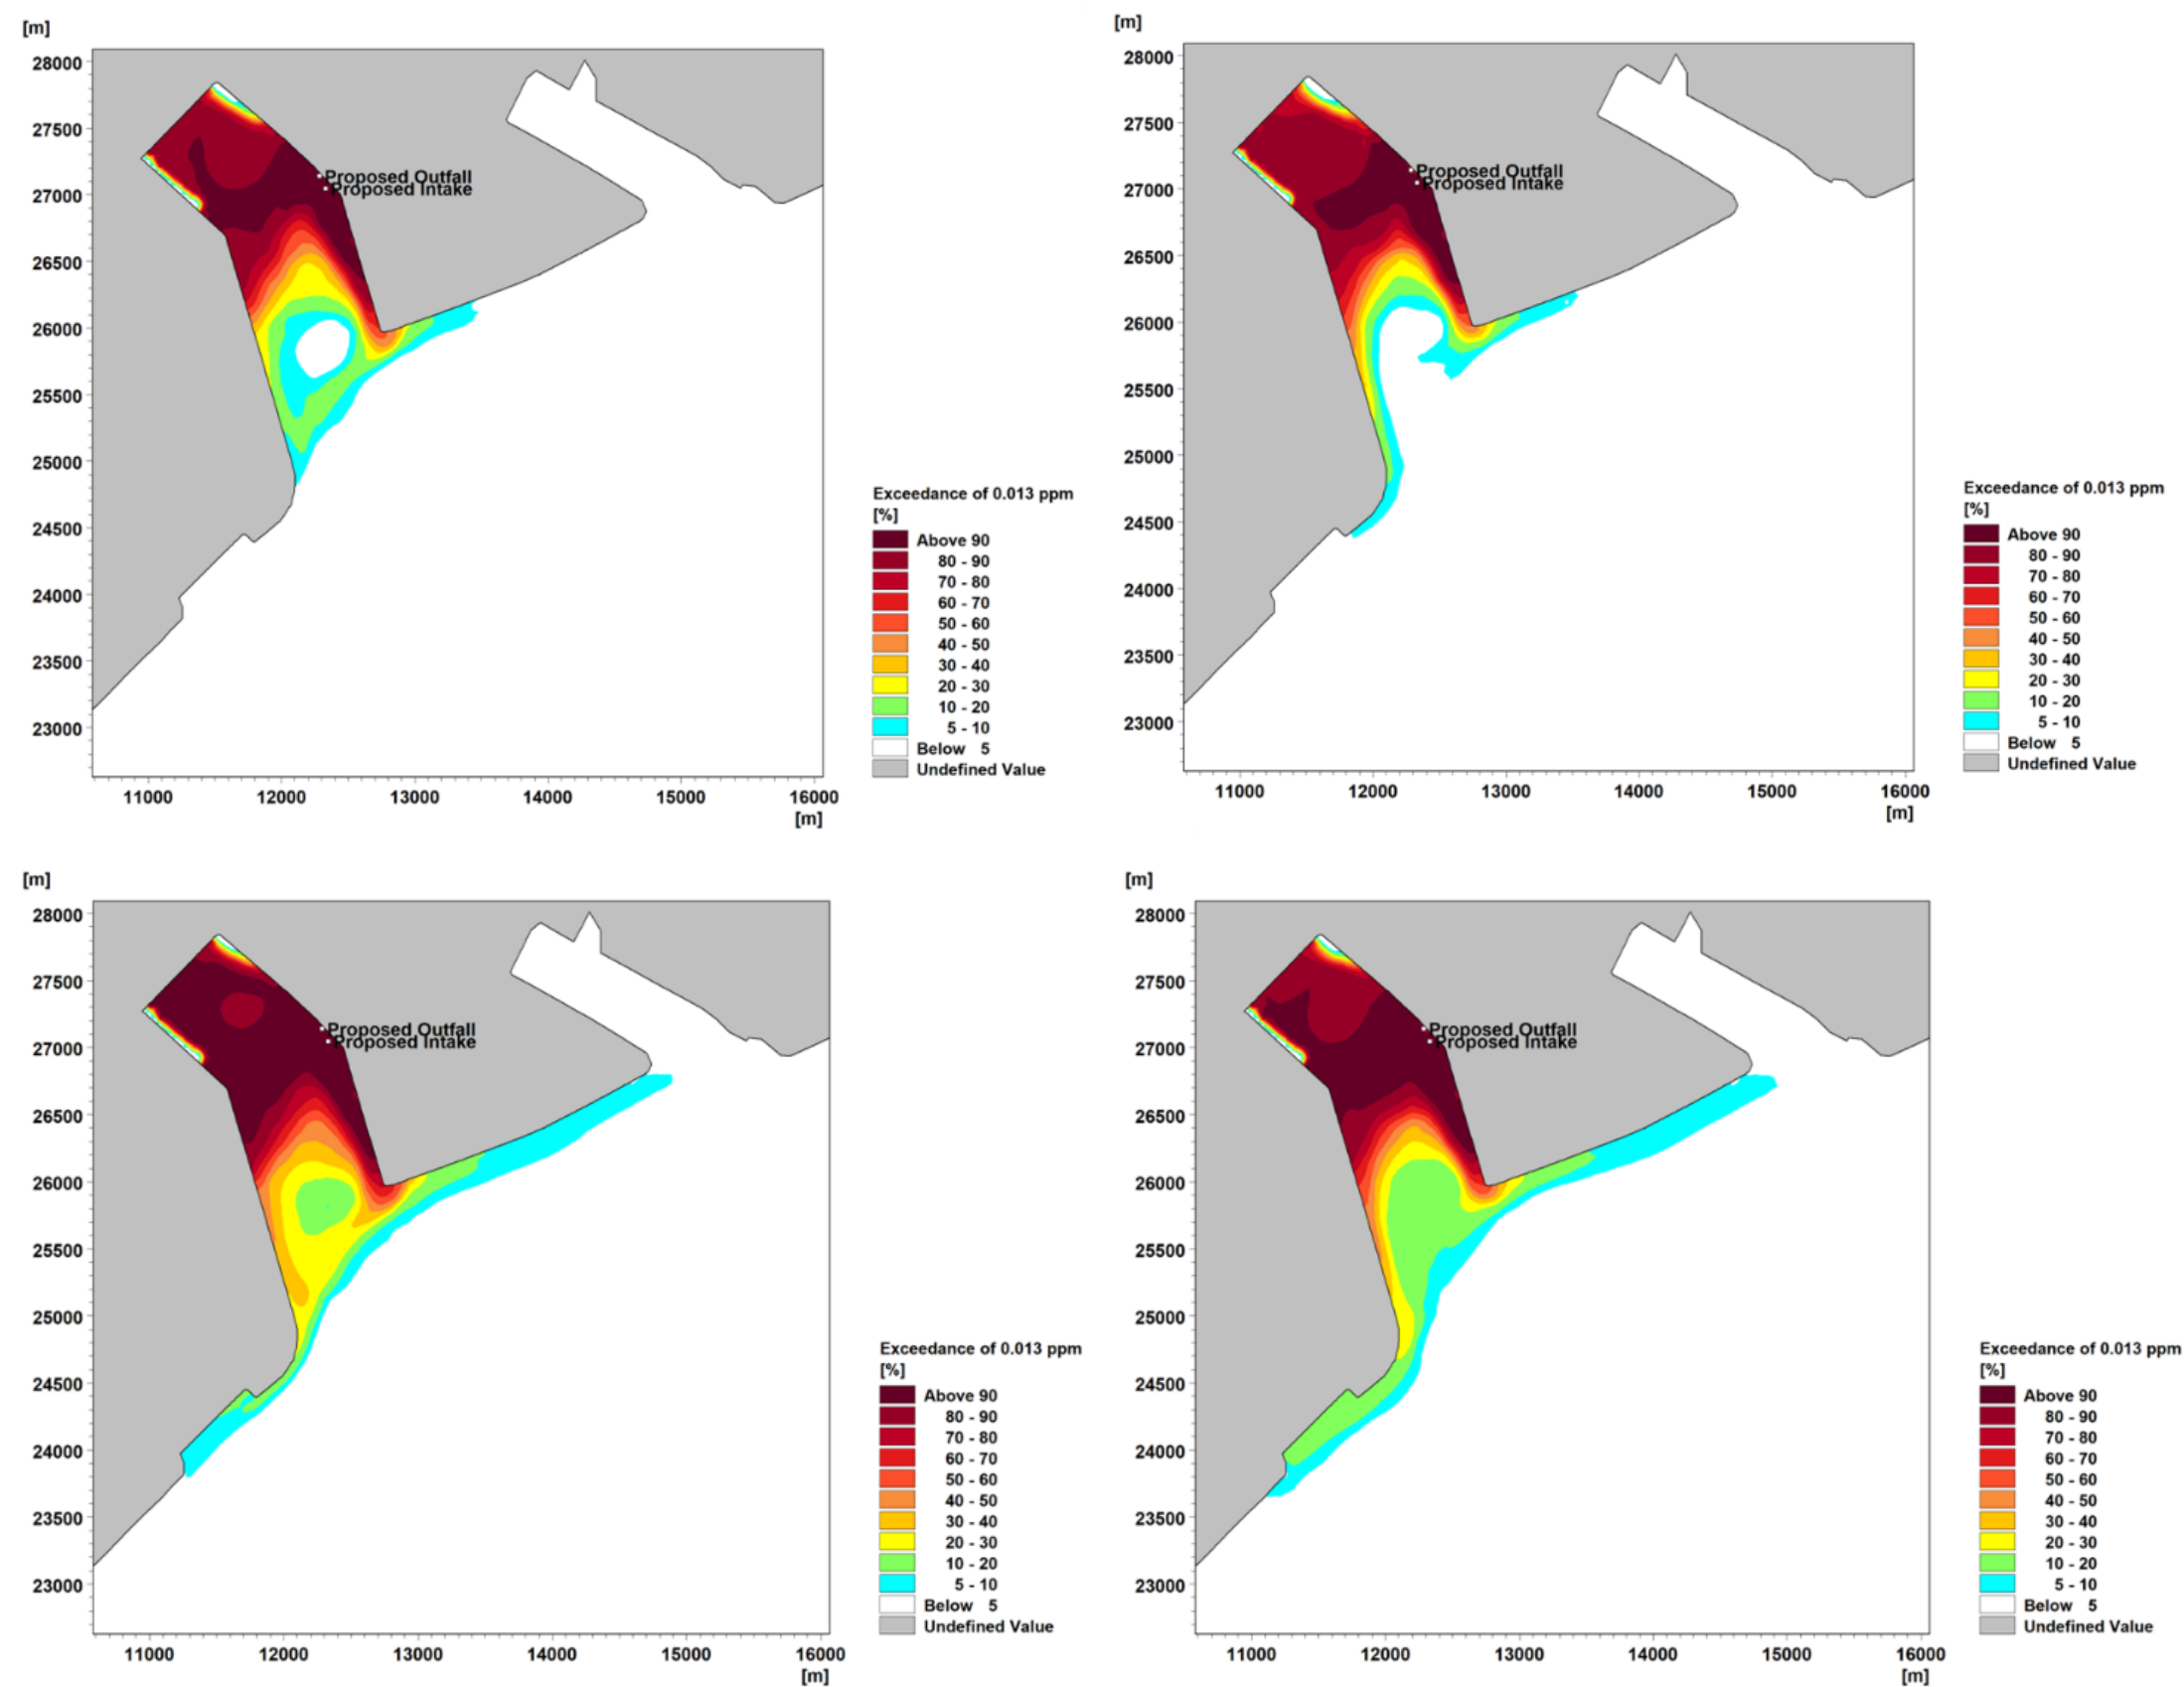 [m]
28000
27500
27000
26500
26000
25500
25000
24500
24000
23500
23000
Proposed Outfall
Proposed Intake
11000 12000 13000 14000 15000 16000
[m]
Exceedance of 0.013 ppm
[%]
Above 90
80 - 90
70 - 80
60 - 70
50 - 60
40 - 50
30 - 40
20 - 30
10 - 20
5 - 10
Below 5
Undefined Value
[m]
28000
27500
27000
26500
26000
25500
25000
24500
24000
23500
23000
Proposed Outfall
Proposed Intake
11000 12000 13000 14000 15000 16000
[m]
Exceedance of 0.013 ppm
[%]
Above 90
80 - 90
70 - 80
60 - 70
50 - 60
40 - 50
30 - 40
20 - 30
10 - 20
5 - 10
Below 5
Undefined Value
[m]
28000
27500
27000
26500
26000
25500
25000
24500
24000
23500
23000
Proposed Outfall
Proposed Intake
11000 12000 13000 14000 15000 16000
[m]
Exceedance of 0.013 ppm
[%]
Above 90
80 - 90
70 - 80
60 - 70
50 - 60
40 - 50
30 - 40
20 - 30
10 - 20
5 - 10
Below 5
Undefined Value
[m]
28000
27500
27000
26500
26000
25500
25000
24500
24000
23500
23000
Proposed Outfall
Proposed Intake
11000 12000 13000 14000 15000 16000
[m]
Exceedance of 0.013 ppm
[%]
Above 90
80 - 90
70 - 80
60 - 70
50 - 60
40 - 50
30 - 40
20 - 30
10 - 20
5 - 10
Below 5
Undefined Value